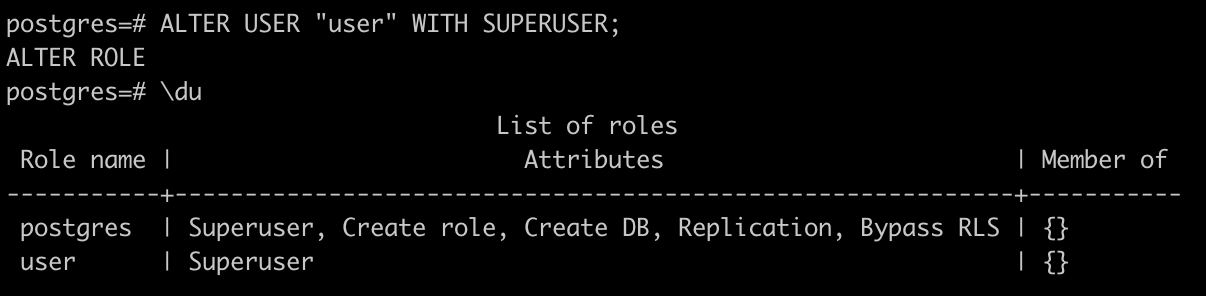 postgres=# ALTER USER "user" WITH SUPERUSER;
ALTER ROLE
postgres=# \du
                                   List of roles
 Role name |                         Attributes                         | Member of
-----------+------------------------------------------------------------+-----------
 postgres  | Superuser, Create role, Create DB, Replication, Bypass RLS | {}
 user      | Superuser                                                  | {}